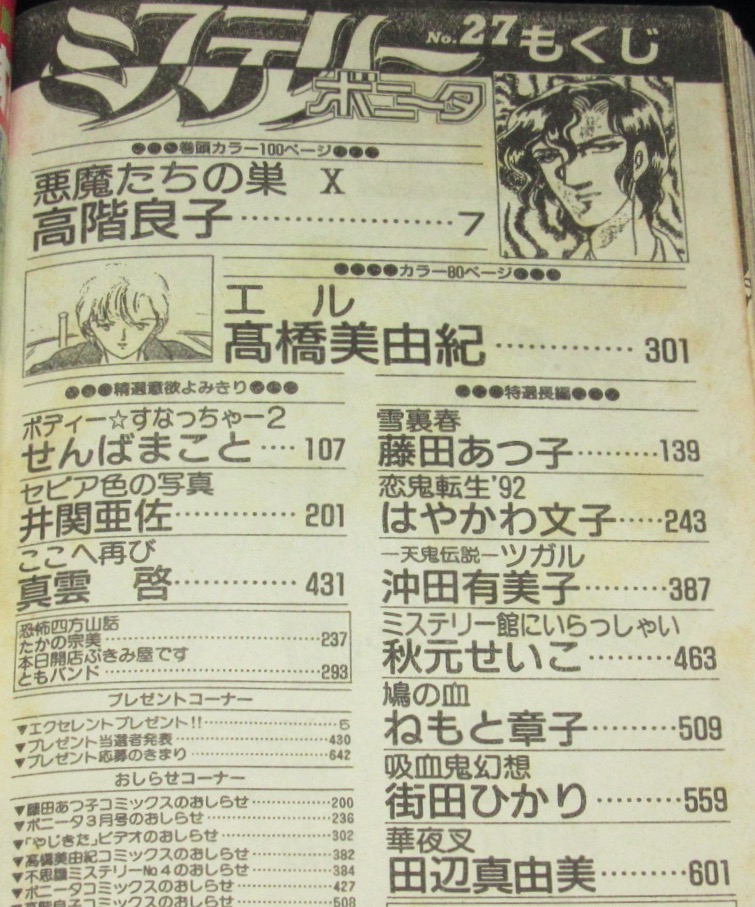 ミステリー
ボニータ
No.27もくじ
●●●●巻頭カラー100ページ●●●●
悪魔たちの巣 X
高階良子…………………7
●●●●カラー80ページ●●●●
エル
髙橋美由紀…………301
●●●精選意欲よみきり●●●
ボディー☆すなっちゃー2
せんばまこと‥‥107
セピア色の写真
井関亜佐…………201
ここへ再び
真雲 啓…………431
恐怖四方山話
たかの宗美…………………237
本日開店ぶきみ屋です
ともバンド…………………293
プレゼントコーナー
▼エクセレントプレゼント!!…………5
▼プレゼント当選者発表…………430
▼プレゼント応募のきまり…………642
おしらせコーナー
▼藤田あつ子コミックスのおしらせ…………200
▼ボニータ3月号のおしらせ…………236
▼「やじきた」ビデオのおしらせ…………302
▼高橋美由紀コミックスのおしらせ…………382
▼不思議ミステリーNo4のおしらせ…………384
▼ボニータコミックスのおしらせ…………427
▼高階良子コミックスのおしらせ…………508
●●●特選長編●●●
雪裏春
藤田あつ子………139
恋鬼転生'92
はやかわ文子‥‥‥243
―天鬼伝説―ツガル
沖田有美子………387
ミステリー館にいらっしゃい
秋元せいこ………463
鳩の血
ねもと章子………509
吸血鬼幻想
街田ひかり………559
華夜叉
田辺真由美………601